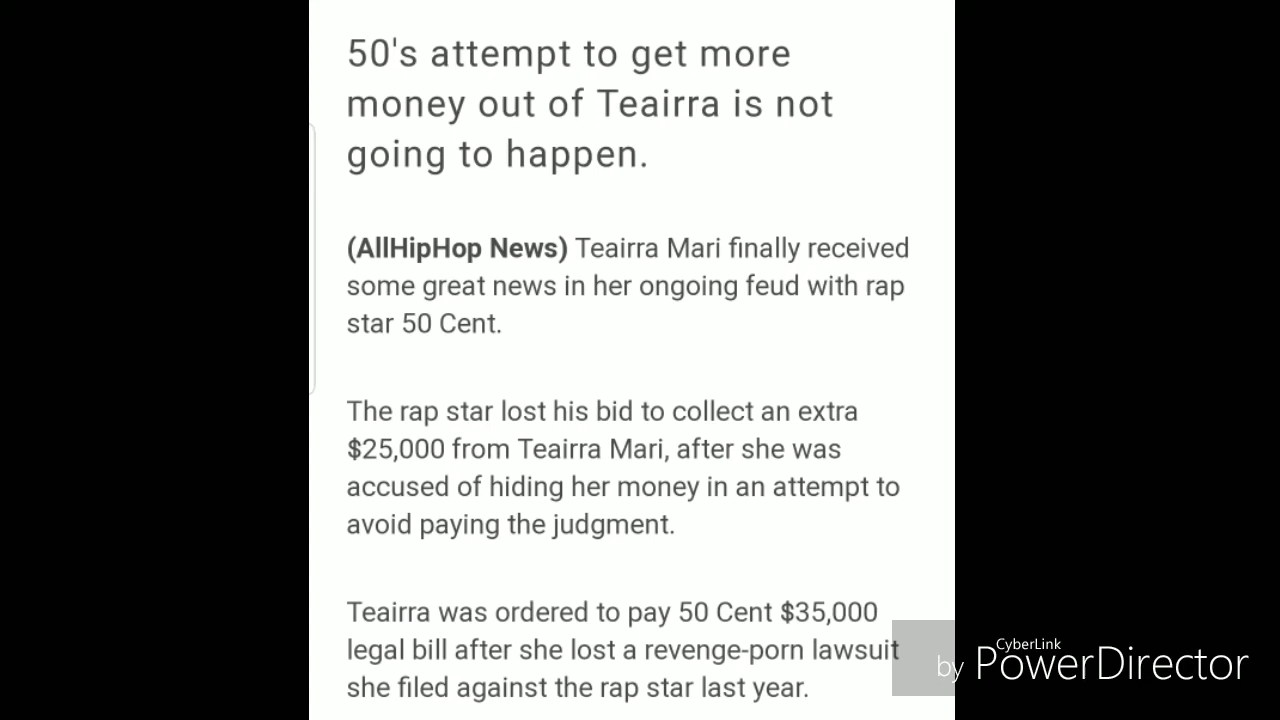 50's attempt to get more
money out of Teairra is not
going to happen.
(AllHipHop News) Teairra Mari finally received
some great news in her ongoing feud with rap
star 50 Cent.
The rap star lost his bid to collect an extra
$25,000 from Teairra Mari, after she was
accused of hiding her money in an attempt to
avoid paying the judgment.
Teairra was ordered to pay 50 Cent $35,000
legal bill after she lost a revenge-porn lawsuit
she filed against the rap star last year.
CyberLink
by PowerDirector